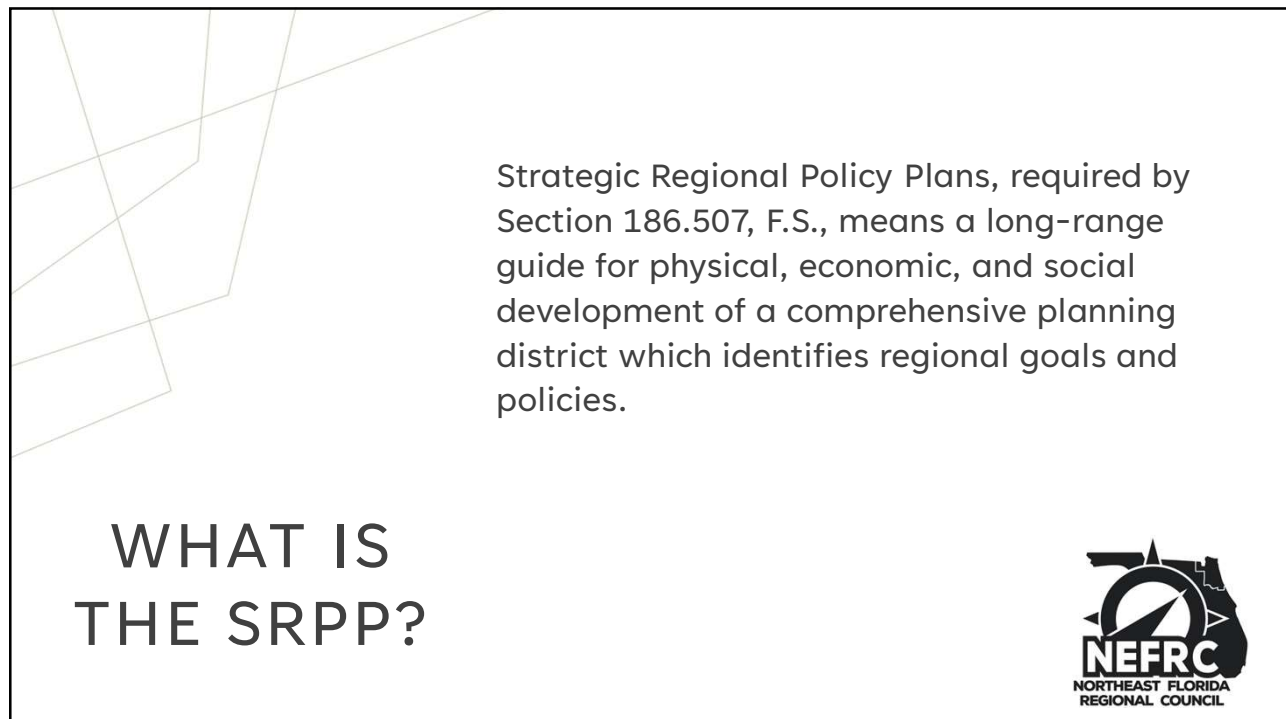 Strategic Regional Policy Plans, required by
Section 186.507, F.S., means a long-range
guide for physical, economic, and social
development of a comprehensive planning
district which identifies regional goals and
policies.
WHAT IS
THE SRPP?
NEFRC
NORTHEAST FLORIDA
REGIONAL COUNCIL